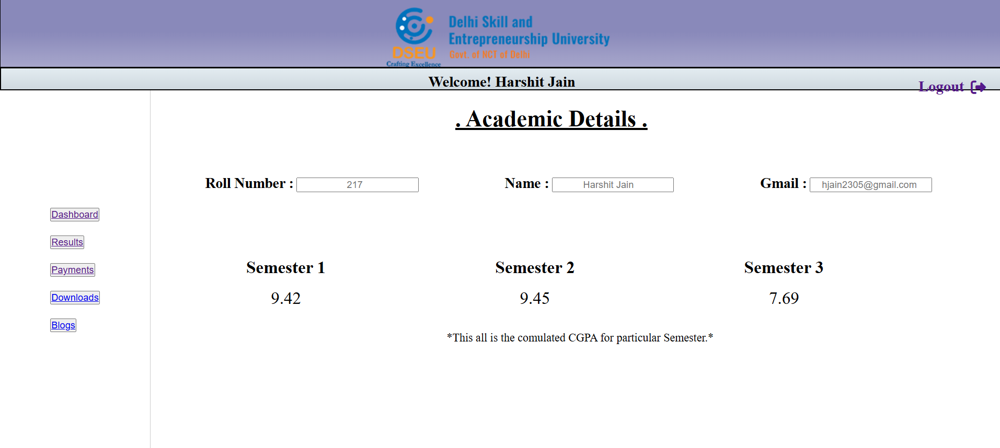 Delhi Skill and
Entrepreneurship University
DSEU
Govt. of NCT of Delhi
Crafting Excellence
Welcome! Harshit Jain
Logout
. Academic Details .
Roll Number : 217 Name : Harshit Jain Gmail : hjain2305@gmail.com
Dashboard
Results
Payments
Downloads
Blogs
Semester 1 Semester 2 Semester 3
9.42 9.45 7.69
*This all is the comulated CGPA for particular Semester.*